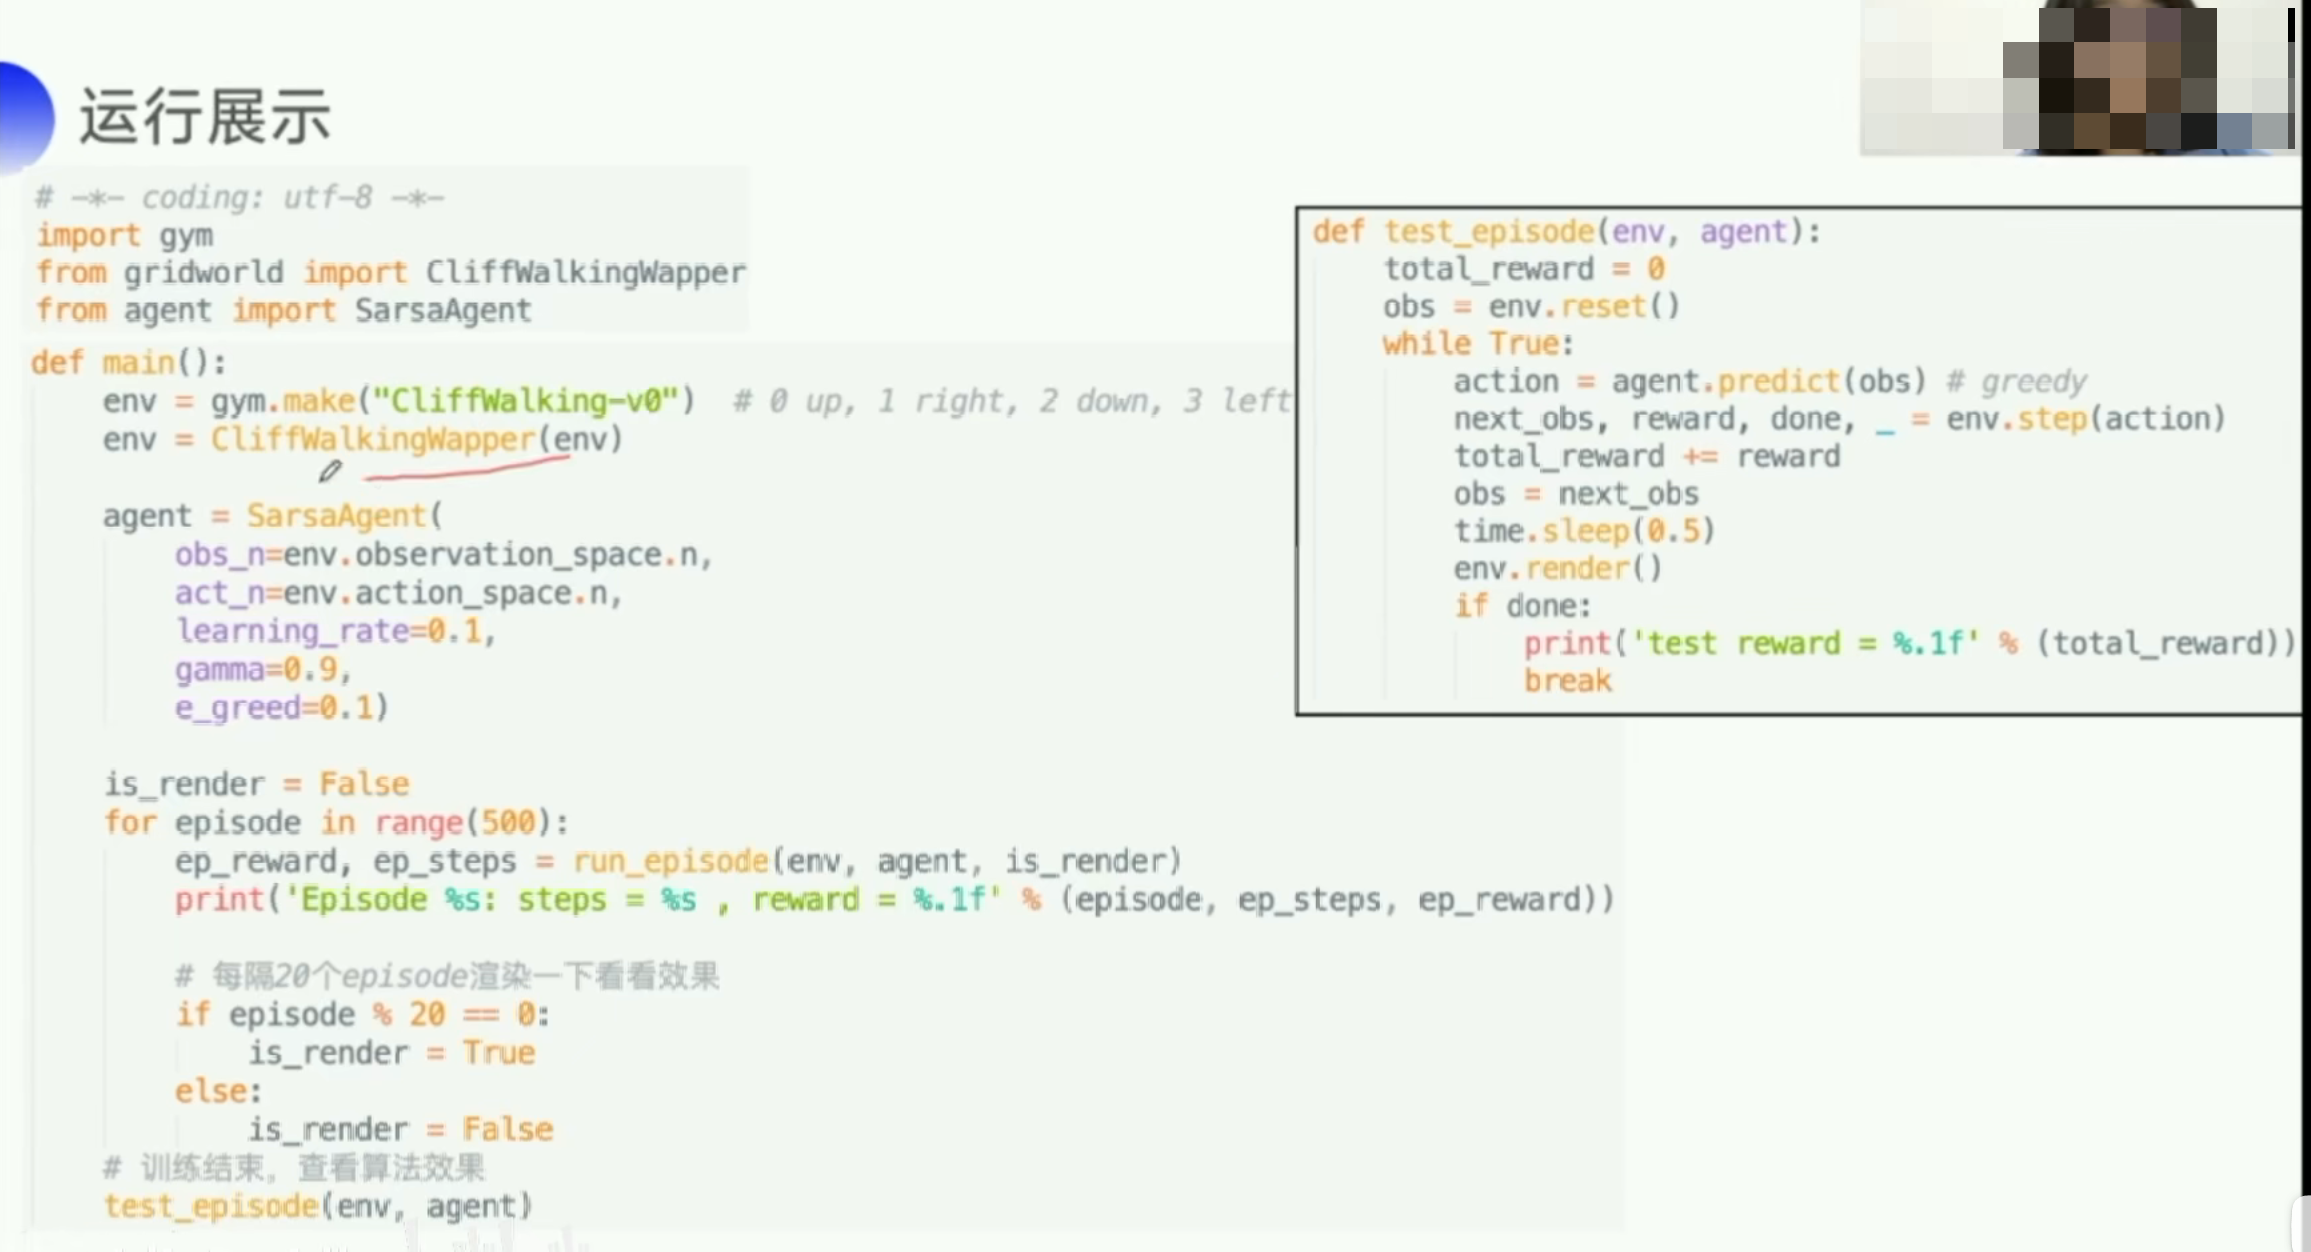 运行展示
# -*- coding: utf-8 -*-
import gym
from gridworld import CliffWalkingWapper
from agent import SarsaAgent
def main():
    env = gym.make("CliffWalking-v0")  # 0 up, 1 right, 2 down, 3 left
    env = CliffWalkingWapper(env)
    agent = SarsaAgent(
        obs_n=env.observation_space.n,
        act_n=env.action_space.n,
        learning_rate=0.1,
        gamma=0.9,
        e_greed=0.1)
    is_render = False
    for episode in range(500):
        ep_reward, ep_steps = run_episode(env, agent, is_render)
        print('Episode %s: steps = %s , reward = %.1f' % (episode, ep_steps, ep_reward))
        # 每隔20个episode渲染一下看看效果
        if episode % 20 == 0:
            is_render = True
        else:
            is_render = False
    # 训练结束，查看算法效果
    test_episode(env, agent)
def test_episode(env, agent):
    total_reward = 0
    obs = env.reset()
    while True:
        action = agent.predict(obs) # greedy
        next_obs, reward, done, _ = env.step(action)
        total_reward += reward
        obs = next_obs
        time.sleep(0.5)
        env.render()
        if done:
            print('test reward = %.1f' % (total_reward))
            break